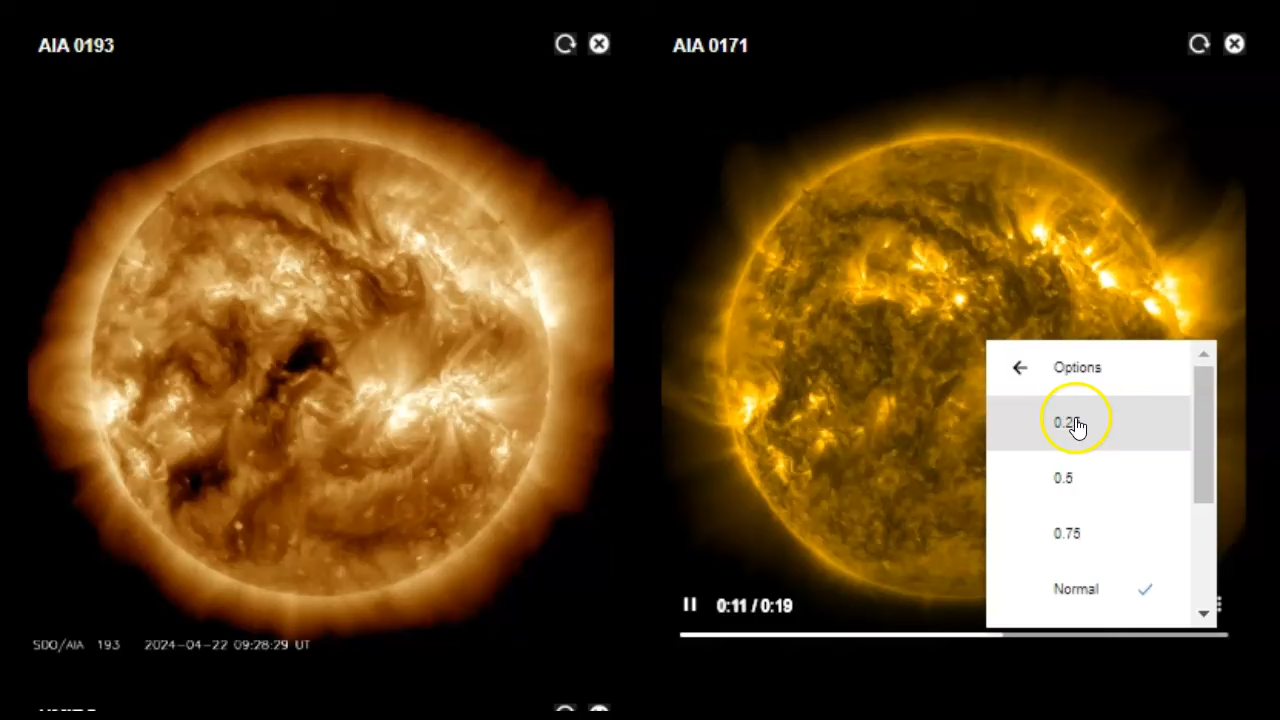 AIA 0193
AIA 0171
Options
0.5
0.75
Normal
0:11 / 0:19
SDO/AIA 193 2024-04-22 09:28:29 UT